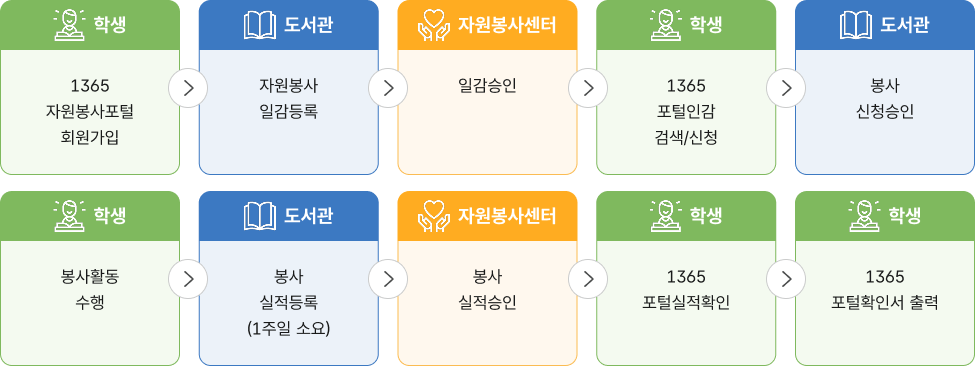 학생
1365
자원봉사포털
회원가입
도서관
자원봉사
일감등록
자원봉사센터
일감승인
학생
1365
포털인감
검색/신청
도서관
봉사
신청승인
학생
봉사활동
수행
도서관
봉사
실적등록
(1주일 소요)
자원봉사센터
봉사
실적승인
학생
1365
포털실적확인
학생
1365
포털확인서 출력